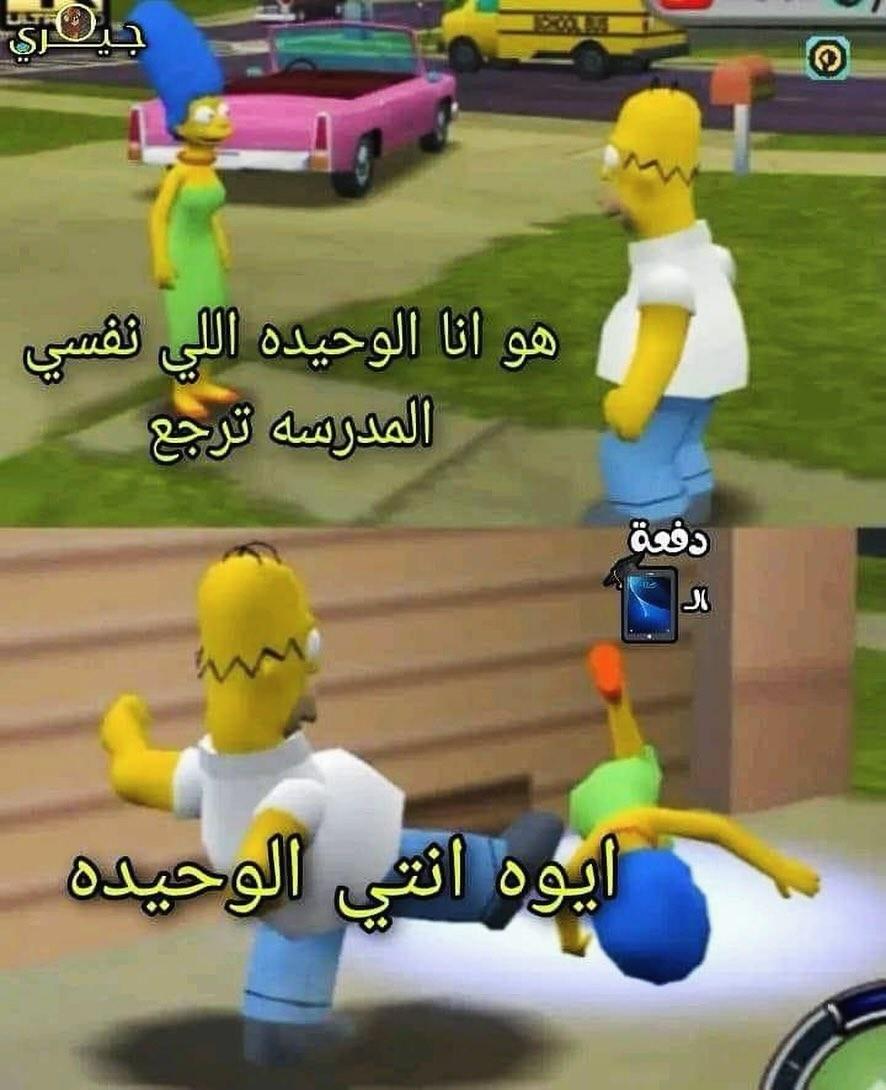 جيري
SCHOOL BUS
هو انا الوحيده اللي نفسي
المدرسه ترجع
دفعة
الـ
ايوه انتي الوحيده